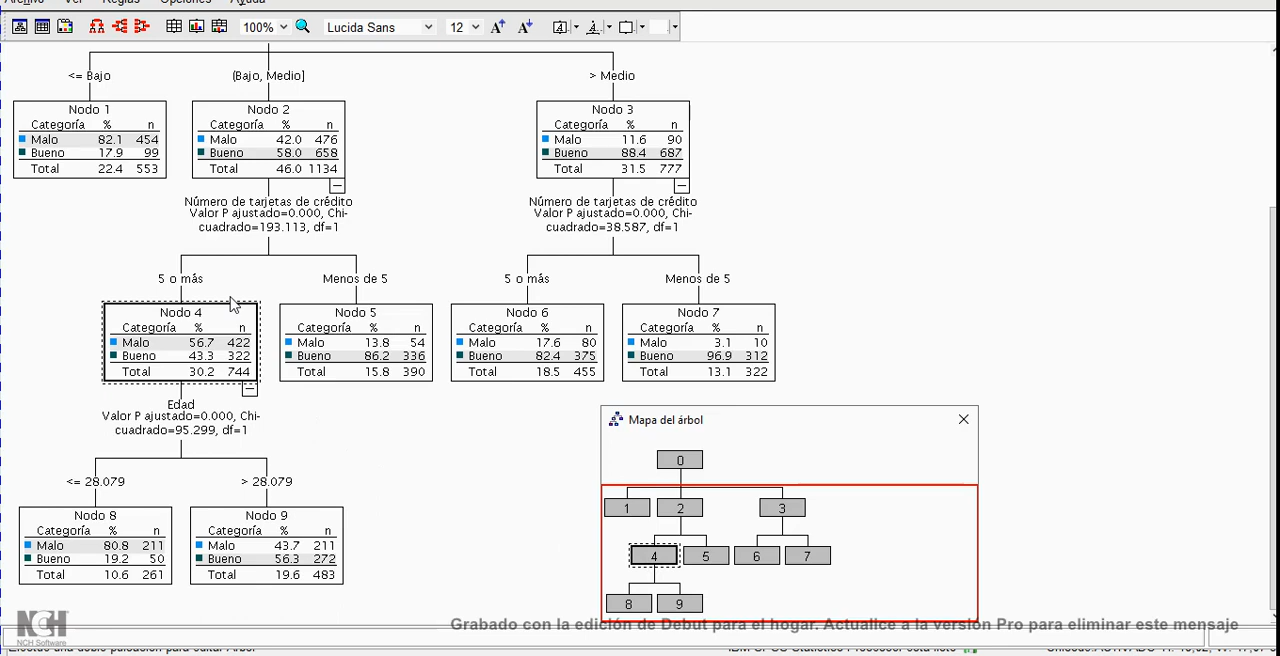 Archivo Ver Reglas Opciones Ayuda
100% Lucida Sans 12
<= Bajo (Bajo, Medio] > Medio
Nodo 1
Categoría % n
Malo 82.1 454
Bueno 17.9 99
Total 22.4 553
Nodo 2
Categoría % n
Malo 42.0 476
Bueno 58.0 658
Total 46.0 1134
Nodo 3
Categoría % n
Malo 11.6 90
Bueno 88.4 687
Total 31.5 777
Número de tarjetas de crédito
Valor P ajustado=0.000, Chi-
cuadrado=193.113, df=1
Número de tarjetas de crédito
Valor P ajustado=0.000, Chi-
cuadrado=38.587, df=1
5 o más Menos de 5 5 o más Menos de 5
Nodo 4
Categoría % n
Malo 56.7 422
Bueno 43.3 322
Total 30.2 744
Nodo 5
Categoría % n
Malo 13.8 54
Bueno 86.2 336
Total 15.8 390
Nodo 6
Categoría % n
Malo 17.6 80
Bueno 82.4 375
Total 18.5 455
Nodo 7
Categoría % n
Malo 3.1 10
Bueno 96.9 312
Total 13.1 322
Edad
Valor P ajustado=0.000, Chi-
cuadrado=95.299, df=1
<= 28.079 > 28.079
Nodo 8
Categoría % n
Malo 80.8 211
Bueno 19.2 50
Total 10.6 261
Nodo 9
Categoría % n
Malo 43.7 211
Bueno 56.3 272
Total 19.6 483
Mapa del árbol
0
1 2 3
4 5 6 7
8 9
NCH
NCH Software
Grabado con la edición de Debut para el hogar. Actualice a la versión Pro para eliminar este mensaje